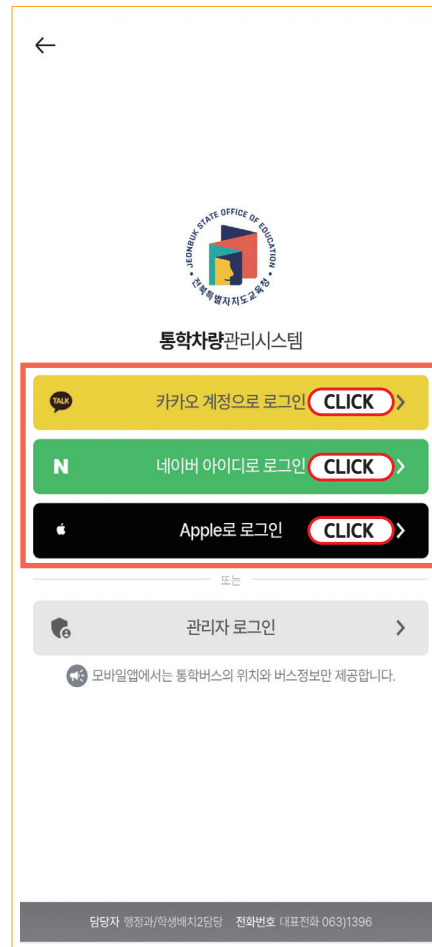 JEONBUK STATE OFFICE OF EDUCATION
전북특별자치도교육청
통학차량관리시스템
TALK 카카오 계정으로 로그인 CLICK >
N 네이버 아이디로 로그인 CLICK >
Apple로 로그인 CLICK >
또는
관리자 로그인 >
모바일앱에서는 통학버스의 위치와 버스정보만 제공합니다.
담당자 행정과/학생배치2담당 전화번호 대표전화 063)1396